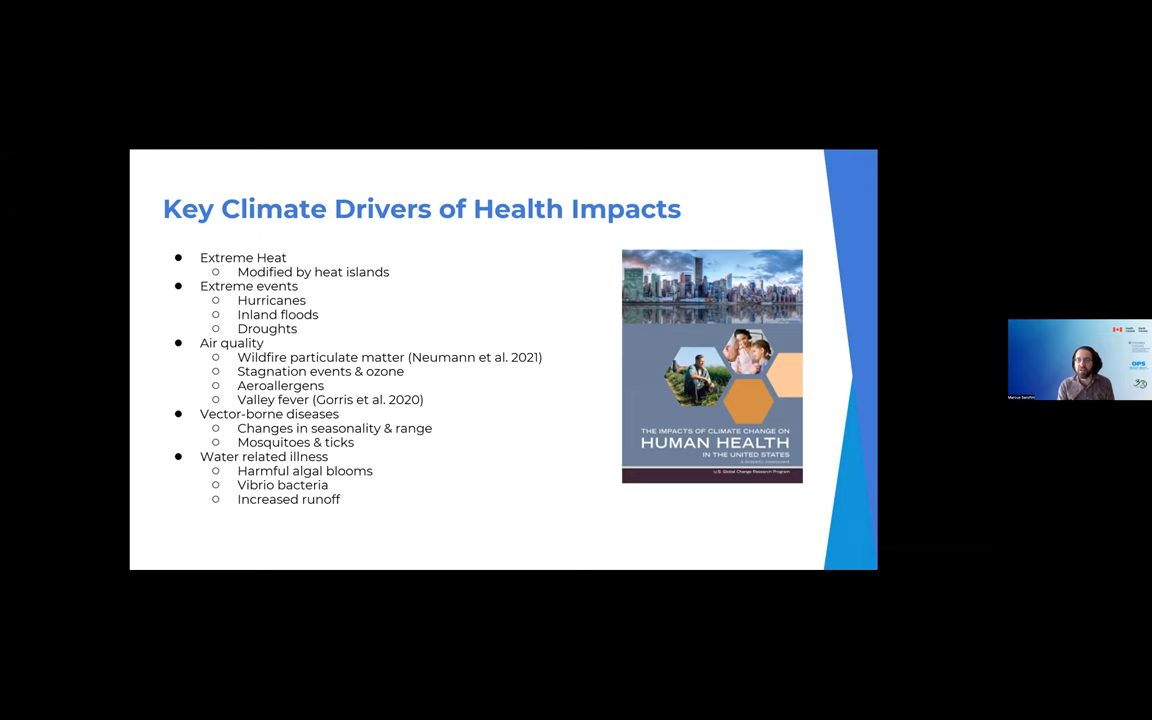 Key Climate Drivers of Health Impacts
● Extreme Heat
○ Modified by heat islands
● Extreme events
○ Hurricanes
○ Inland floods
○ Droughts
● Air quality
○ Wildfire particulate matter (Neumann et al. 2021)
○ Stagnation events & ozone
○ Aeroallergens
○ Valley fever (Gorris et al. 2020)
● Vector-borne diseases
○ Changes in seasonality & range
○ Mosquitoes & ticks
● Water related illness
○ Harmful algal blooms
○ Vibrio bacteria
○ Increased runoff
THE IMPACTS OF CLIMATE CHANGE ON
HUMAN HEALTH
IN THE UNITED STATES
A Scientific Assessment
U.S. Global Change Research Program
OPS